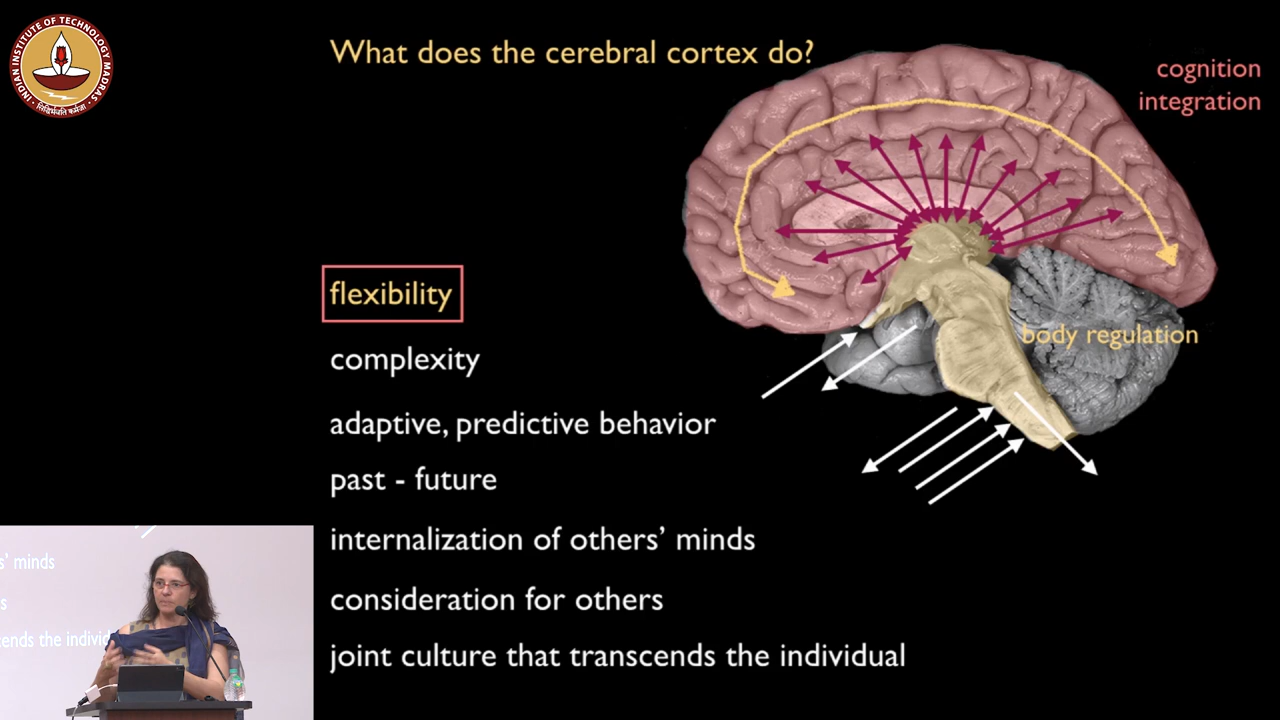 INDIAN INSTITUTE OF TECHNOLOGY MADRAS
What does the cerebral cortex do?
cognition
integration
flexibility
body regulation
complexity
adaptive, predictive behavior
past - future
internalization of others' minds
consideration for others
joint culture that transcends the individual
s' minds
s
cends the individ